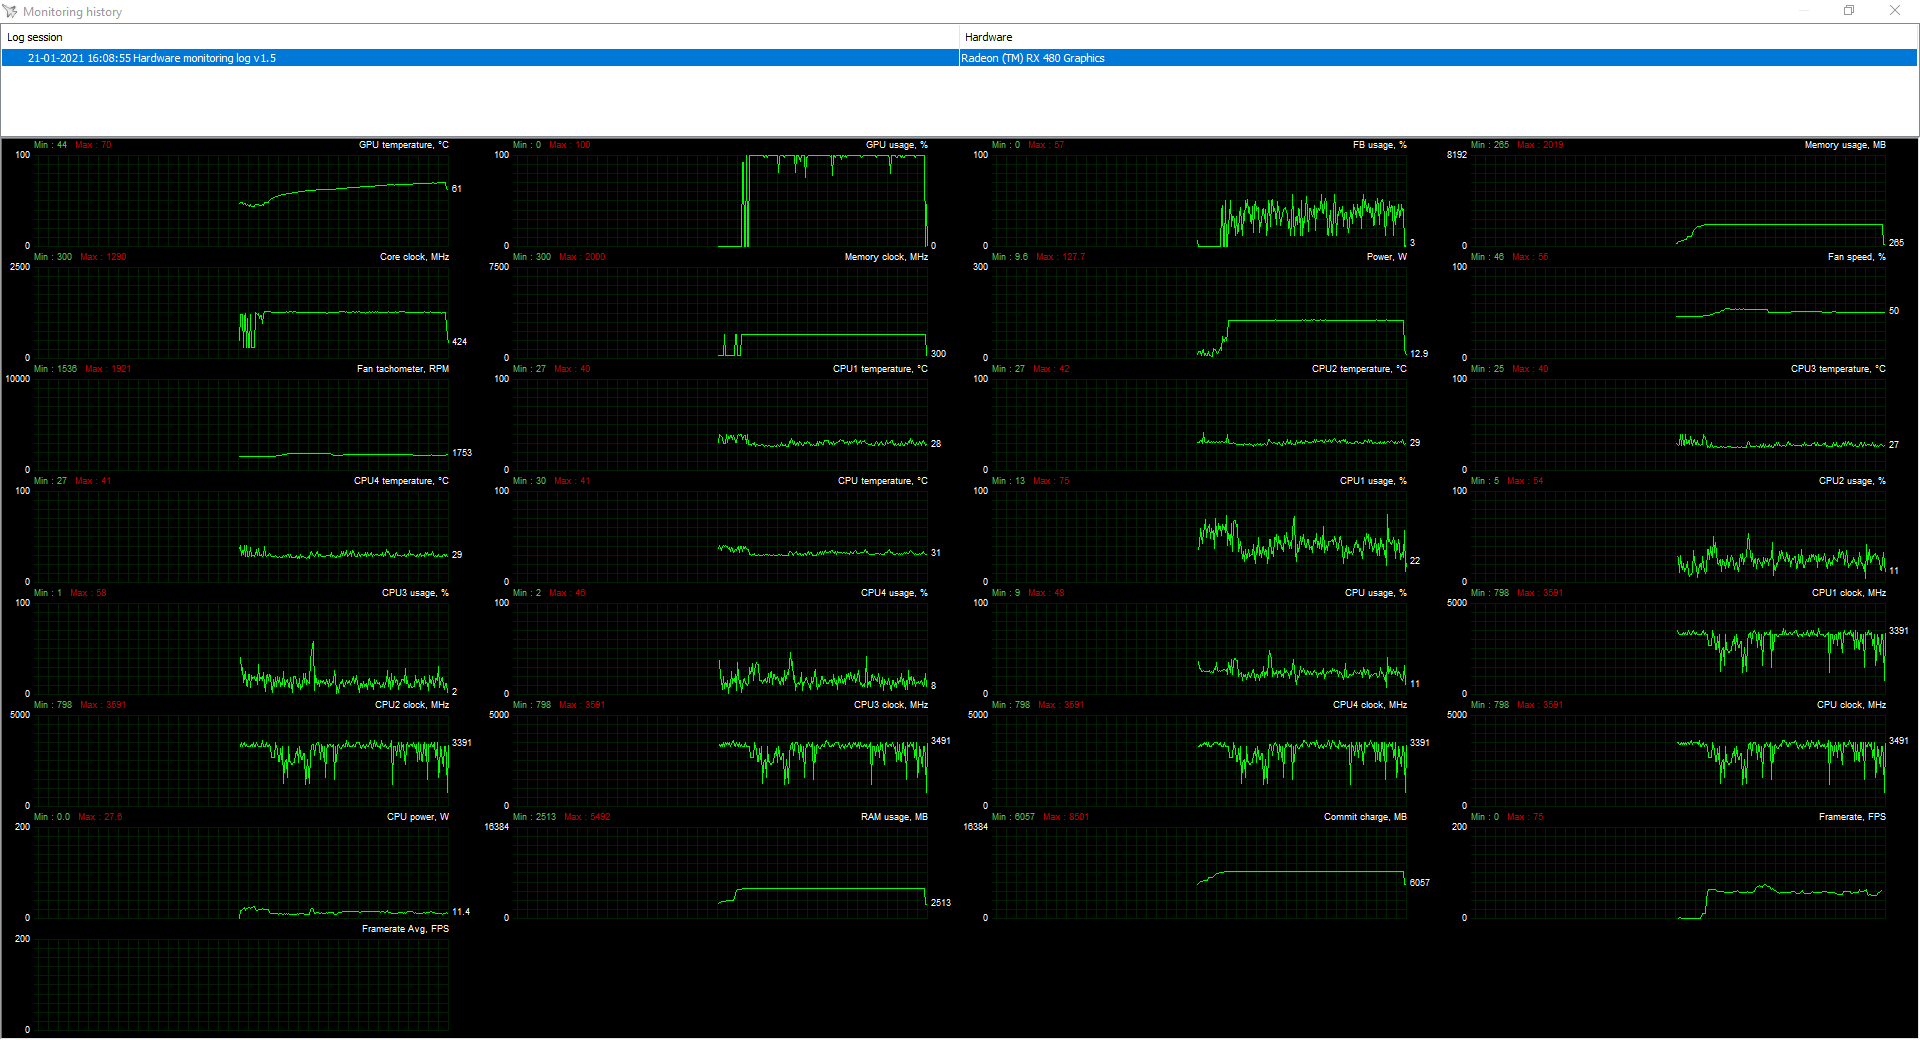 Monitoring history
Log session Hardware
21-01-2021 16:08:55 Hardware monitoring log v1.5 Radeon (TM) RX 480 Graphics
Min : 44 Max : 70 GPU temperature, °C
100
61
0
Min : 0 Max : 100 GPU usage, %
100
0
0
Min : 0 Max : 57 FB usage, %
100
3
0
Min : 265 Max : 2019 Memory usage, MB
8192
265
0
Min : 300 Max : 1290 Core clock, MHz
2500
424
0
Min : 300 Max : 2000 Memory clock, MHz
7500
300
0
Min : 9.6 Max : 127.7 Power, W
300
12.9
0
Min : 46 Max : 56 Fan speed, %
100
50
0
Min : 1536 Max : 1921 Fan tachometer, RPM
10000
1753
0
Min : 27 Max : 40 CPU1 temperature, °C
100
28
0
Min : 27 Max : 42 CPU2 temperature, °C
100
29
0
Min : 25 Max : 40 CPU3 temperature, °C
100
27
0
Min : 27 Max : 41 CPU4 temperature, °C
100
29
0
Min : 30 Max : 41 CPU temperature, °C
100
31
0
Min : 13 Max : 75 CPU1 usage, %
100
22
0
Min : 5 Max : 54 CPU2 usage, %
100
11
0
Min : 1 Max : 58 CPU3 usage, %
100
2
0
Min : 2 Max : 46 CPU4 usage, %
100
8
0
Min : 9 Max : 48 CPU usage, %
100
11
0
Min : 798 Max : 3591 CPU1 clock, MHz
5000
3391
0
Min : 798 Max : 3591 CPU2 clock, MHz
5000
3391
0
Min : 798 Max : 3591 CPU3 clock, MHz
5000
3491
0
Min : 798 Max : 3591 CPU4 clock, MHz
5000
3391
0
Min : 798 Max : 3591 CPU clock, MHz
5000
3491
0
Min : 0.0 Max : 27.6 CPU power, W
200
11.4
0
Min : 2513 Max : 5492 RAM usage, MB
16384
2513
0
Min : 6057 Max : 8501 Commit charge, MB
16384
6057
0
Min : 0 Max : 75 Framerate, FPS
200
0
Framerate Avg, FPS
200
0